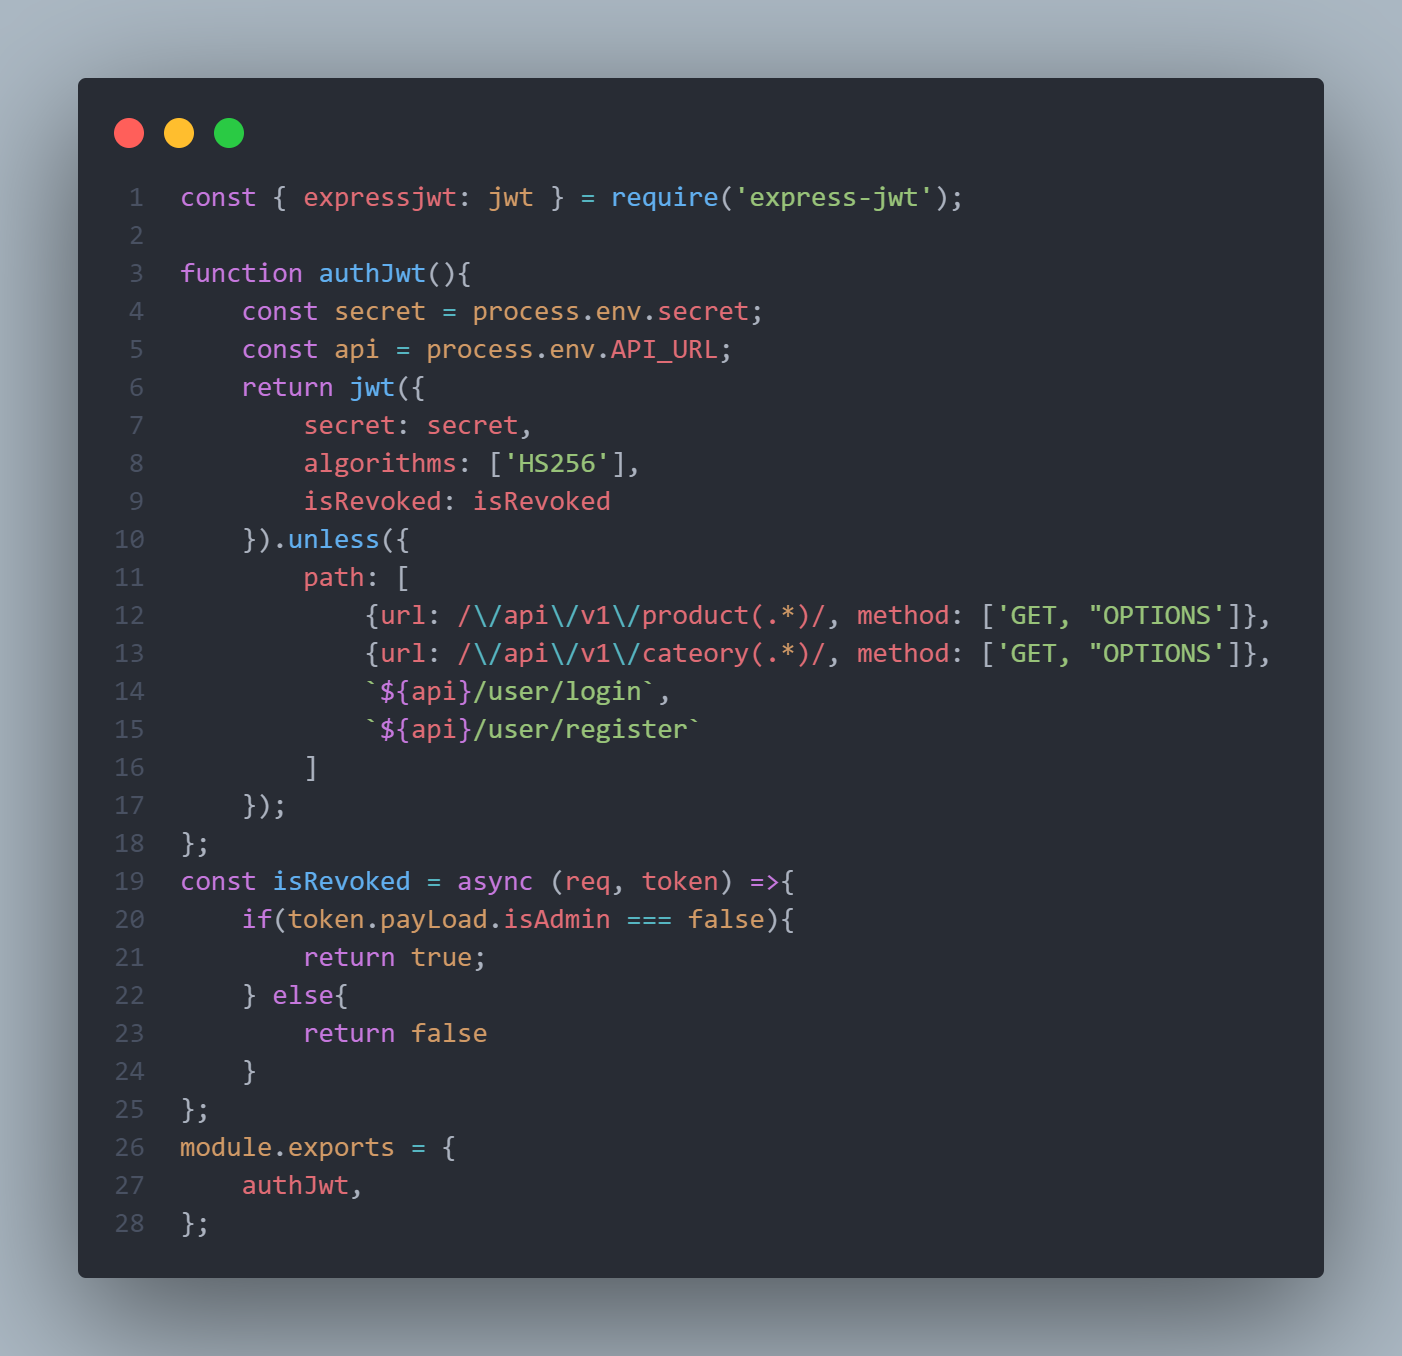 1 const { expressjwt: jwt } = require('express-jwt');
2
3 function authJwt(){
4     const secret = process.env.secret;
5     const api = process.env.API_URL;
6     return jwt({
7         secret: secret,
8         algorithms: ['HS256'],
9         isRevoked: isRevoked
10     }).unless({
11         path: [
12             {url: /\/api\/v1\/product(.*)/, method: ['GET, "OPTIONS']},
13             {url: /\/api\/v1\/cateory(.*)/, method: ['GET, "OPTIONS']},
14             `${api}/user/login`,
15             `${api}/user/register`
16         ]
17     });
18 };
19 const isRevoked = async (req, token) =>{
20     if(token.payLoad.isAdmin === false){
21         return true;
22     } else{
23         return false
24     }
25 };
26 module.exports = {
27     authJwt,
28 };